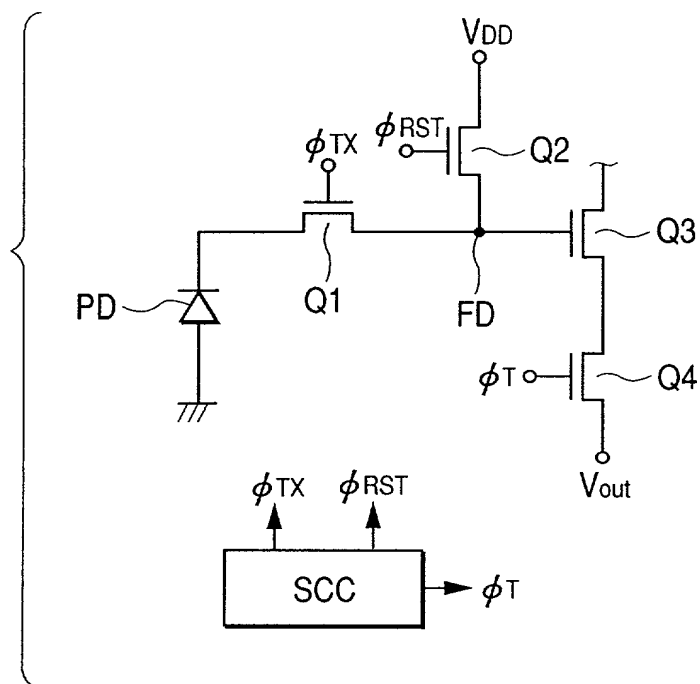 VDD
ϕRST
Q2
ϕTX
Q3
Q1
FD
PD
ϕT
Q4
Vout
ϕTX
ϕRST
SCC
ϕT